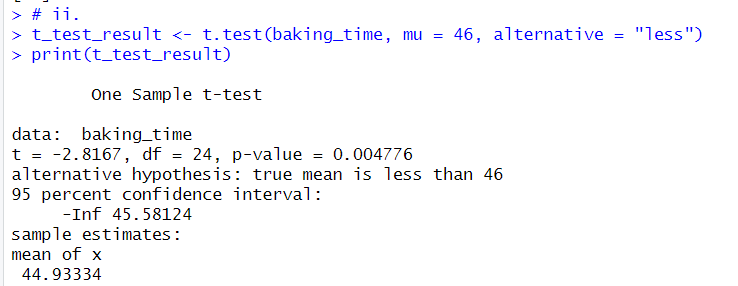 > # ii.
> t_test_result <- t.test(baking_time, mu = 46, alternative = "less")
> print(t_test_result)
One Sample t-test
data:  baking_time
t = -2.8167, df = 24, p-value = 0.004776
alternative hypothesis: true mean is less than 46
95 percent confidence interval:
-Inf 45.58124
sample estimates:
mean of x
44.93334